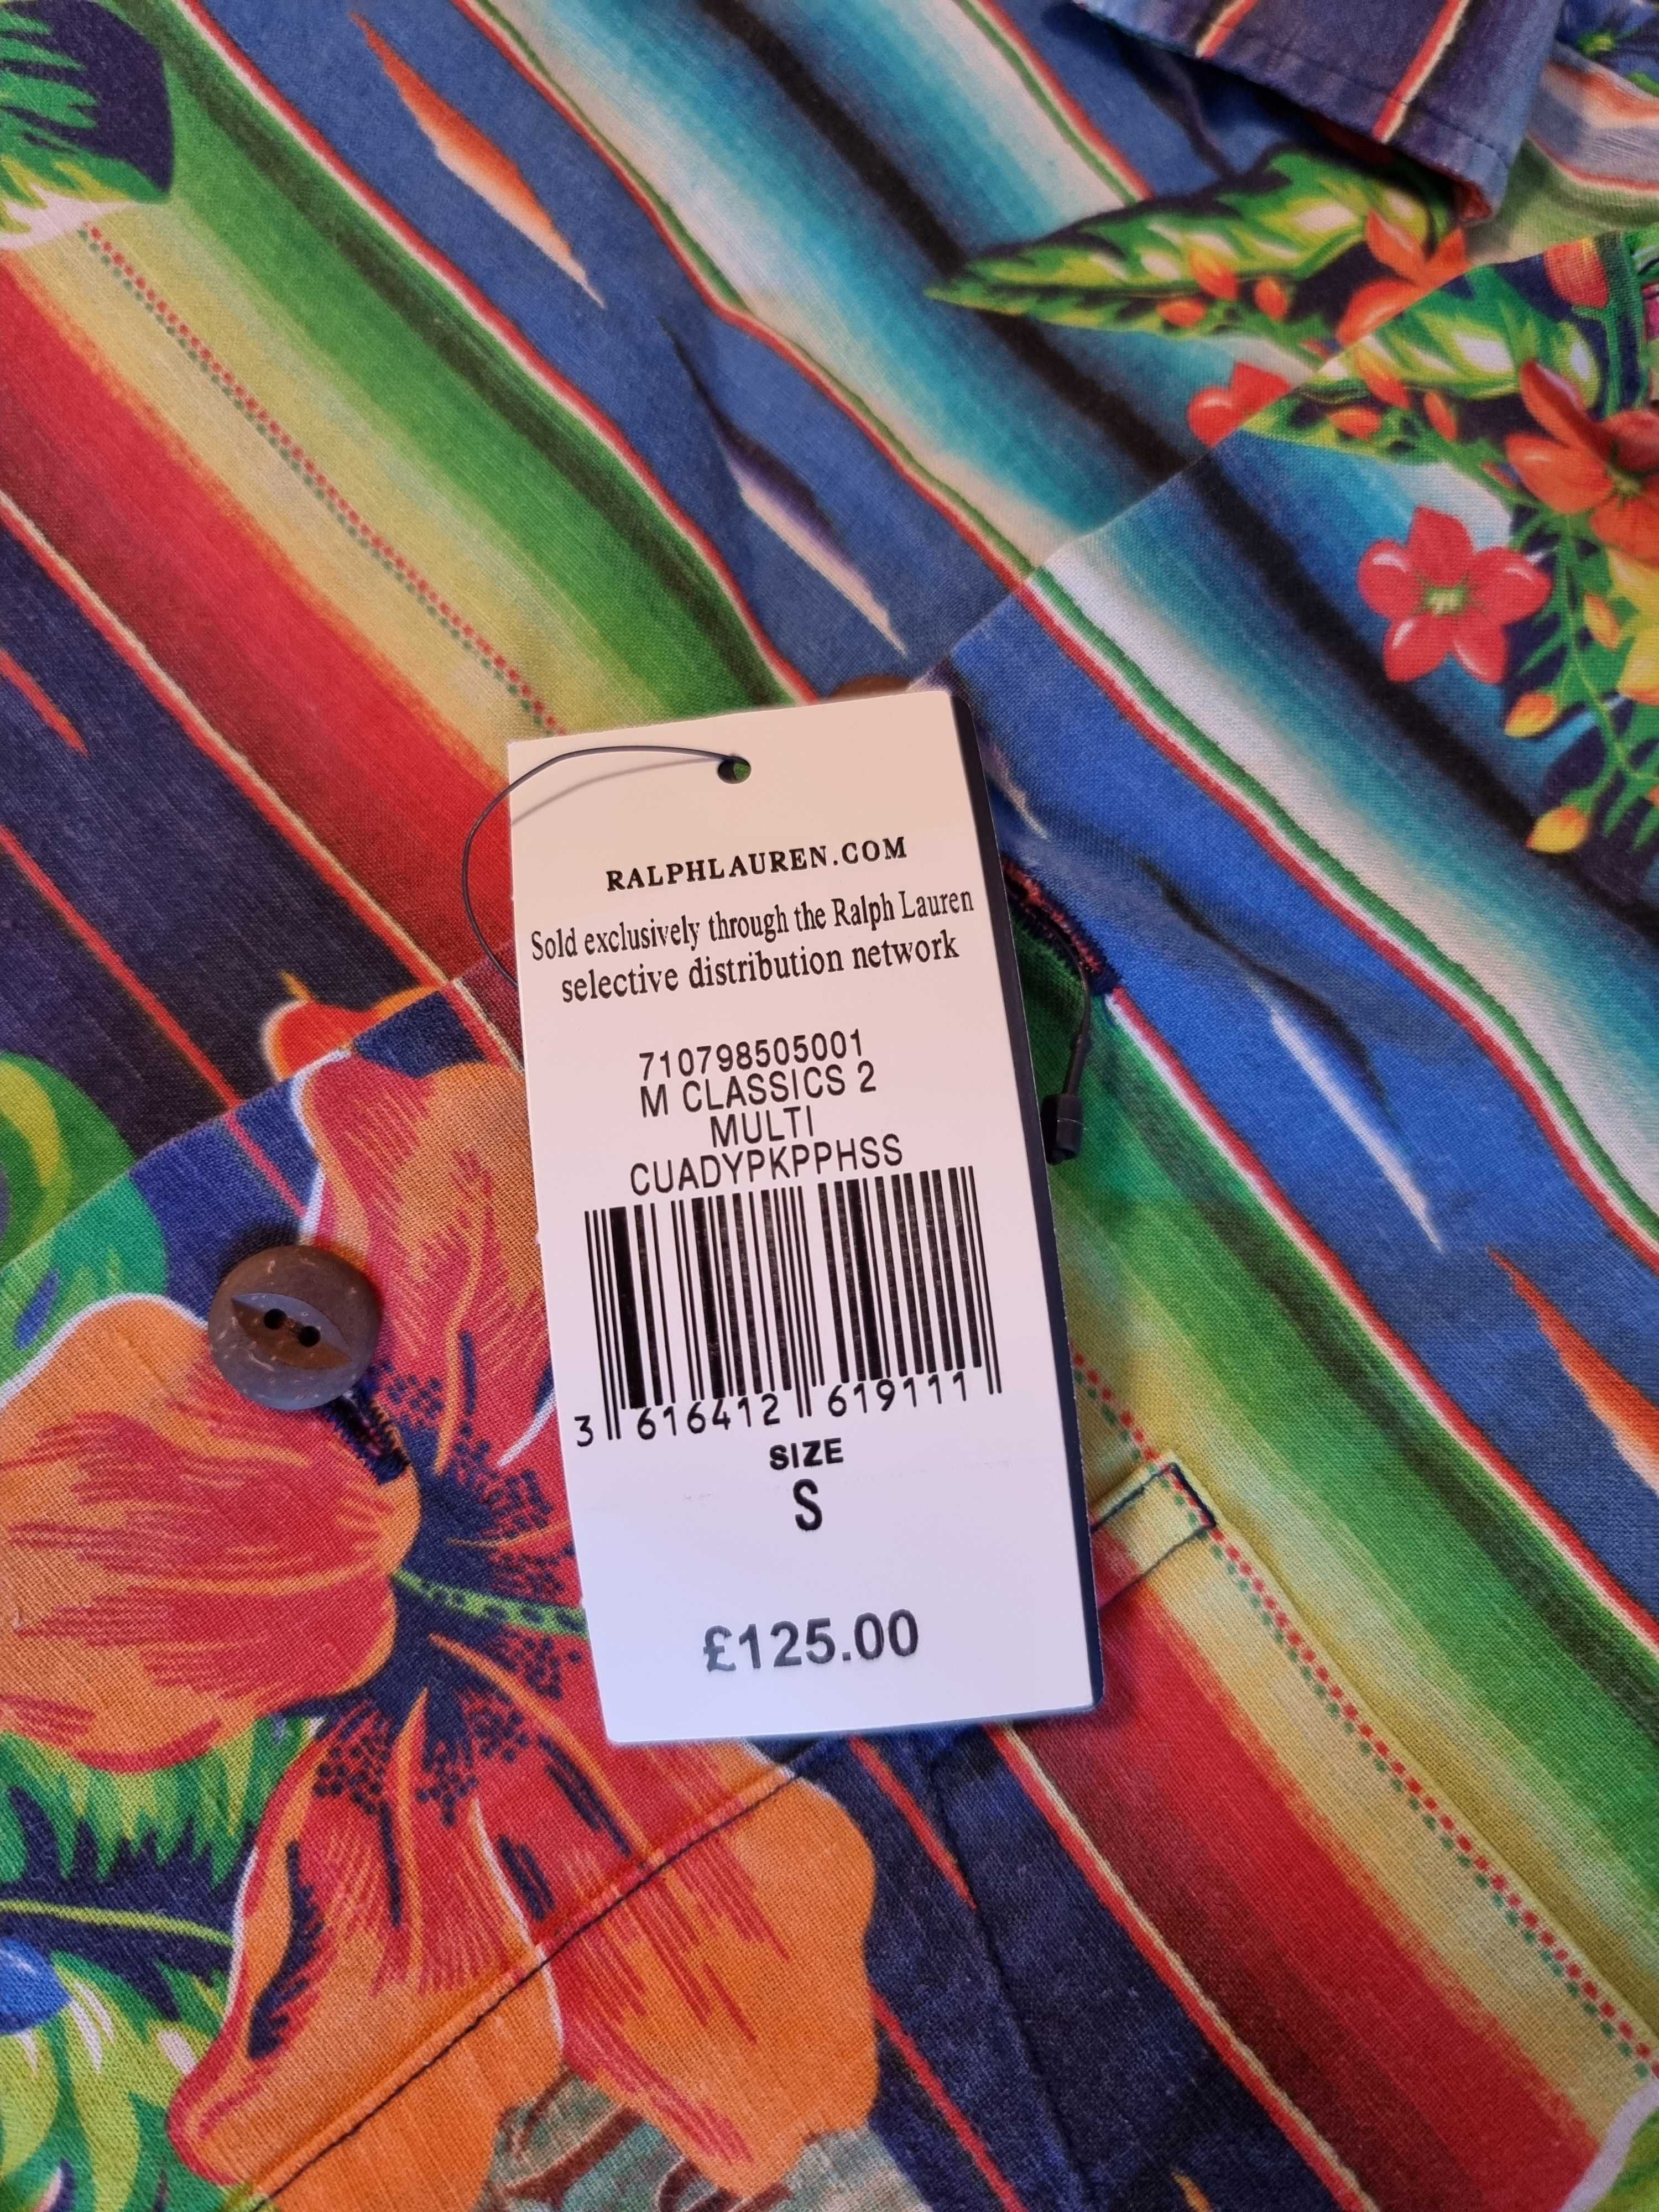 RALPHLAUREN.COM
Sold exclusively through the Ralph Lauren
selective distribution network
710798505001
M CLASSICS 2
MULTI
CUADYPKPPHSS
3 616412 619111
SIZE
S
£125.00